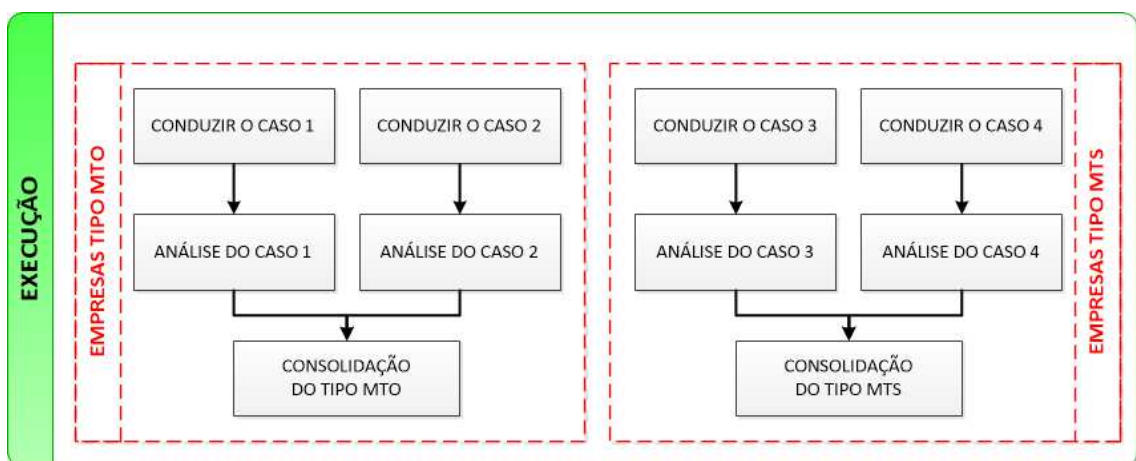 EXECUÇÃO
EMPRESAS TIPO MTO
CONDUZIR O CASO 1
CONDUZIR O CASO 2
ANÁLISE DO CASO 1
ANÁLISE DO CASO 2
CONSOLIDAÇÃO
DO TIPO MTO
CONDUZIR O CASO 3
CONDUZIR O CASO 4
ANÁLISE DO CASO 3
ANÁLISE DO CASO 4
CONSOLIDAÇÃO
DO TIPO MTS
EMPRESAS TIPO MTS